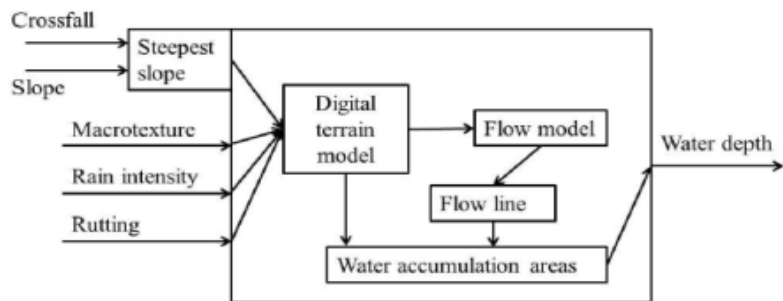 Crossfall
Steepest
slope
Slope
Digital
terrain
model
Flow model
Macrotexture
Water depth
Rain intensity
Flow line
Rutting
Water accumulation areas